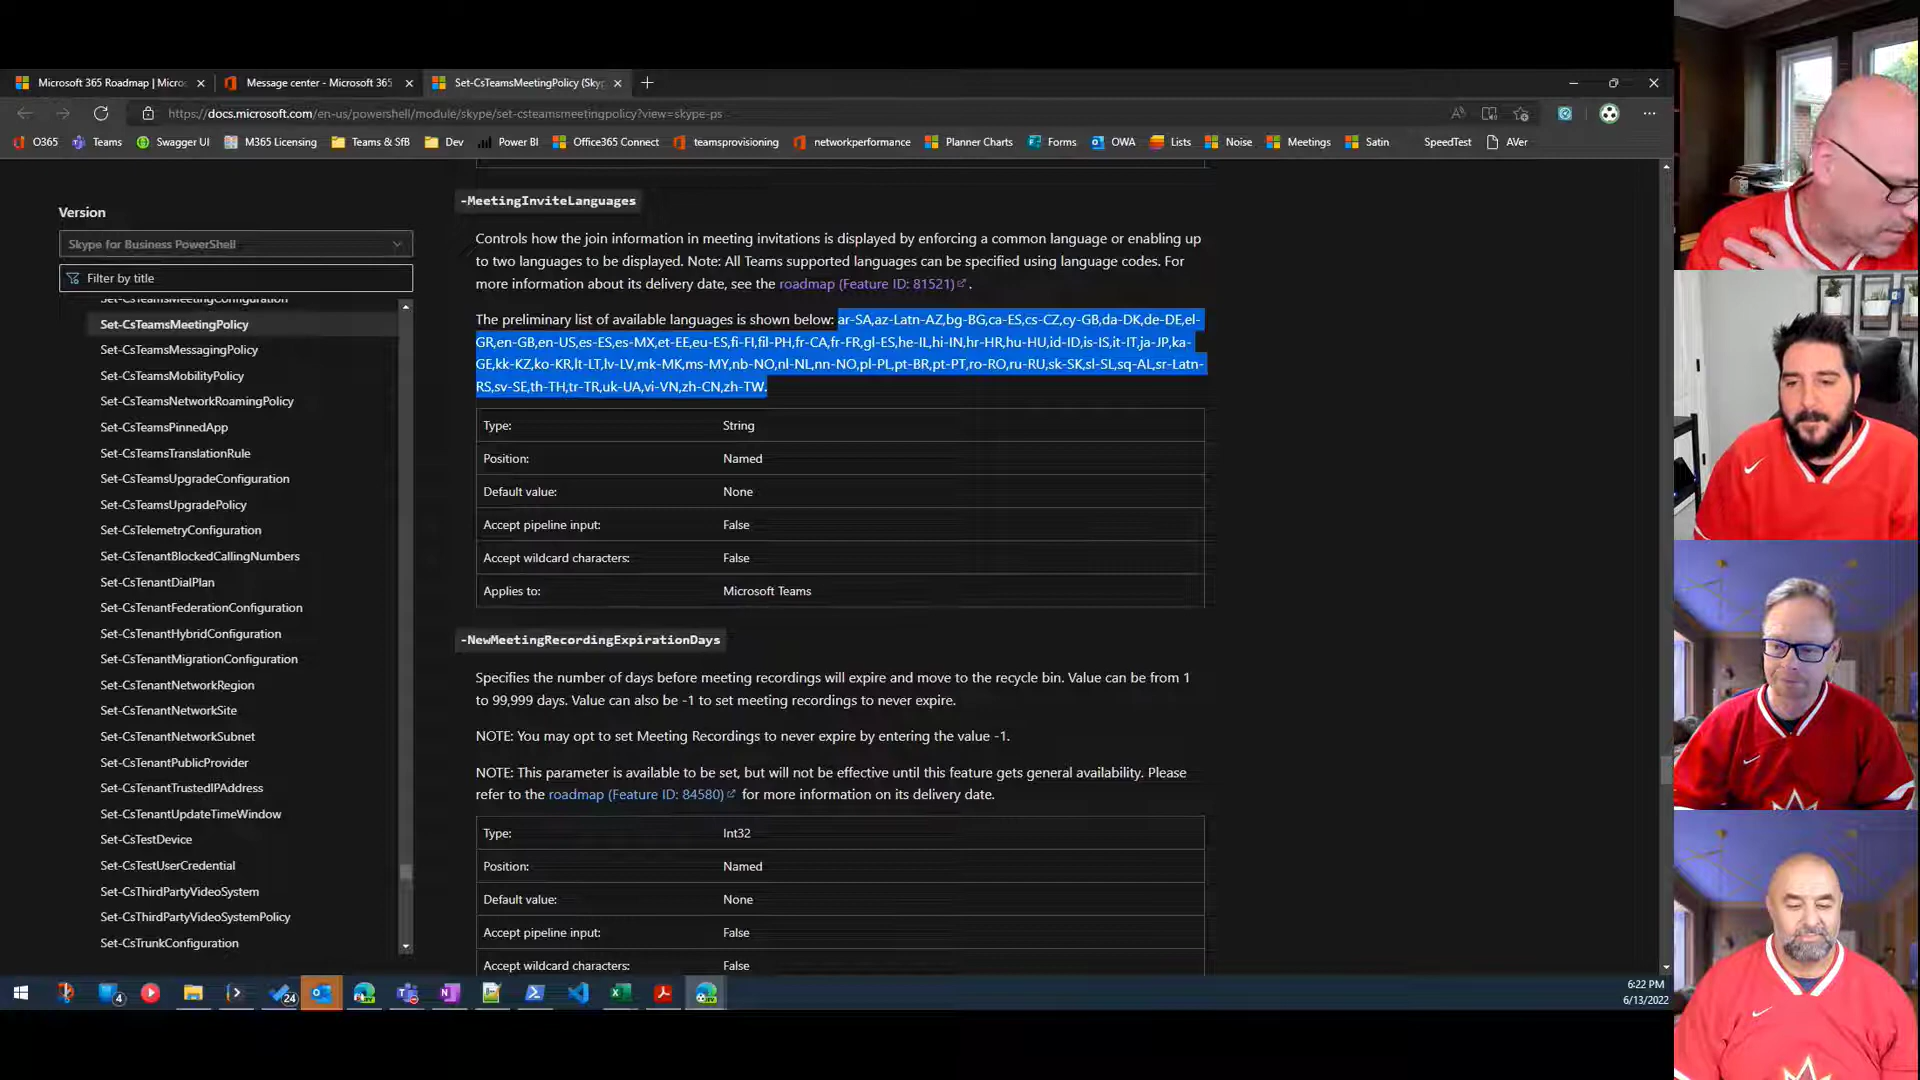 Microsoft 365 Roadmap | Micros
Message center - Microsoft 365
Set-CsTeamsMeetingPolicy (Sky
https://docs.microsoft.com/en-us/powershell/module/skype/set-csteamsmeetingpolicy?view=skype-ps
O365 Teams Swagger UI M365 Licensing Teams & SfB Dev Power BI Office365 Connect teamsprovisioning networkperformance Planner Charts Forms OWA Lists Noise Meetings Satin SpeedTest AVer
Version
Skype for Business PowerShell
Filter by title
Set-CsTeamsMeetingConfiguration
Set-CsTeamsMeetingPolicy
Set-CsTeamsMessagingPolicy
Set-CsTeamsMobilityPolicy
Set-CsTeamsNetworkRoamingPolicy
Set-CsTeamsPinnedApp
Set-CsTeamsTranslationRule
Set-CsTeamsUpgradeConfiguration
Set-CsTeamsUpgradePolicy
Set-CsTelemetryConfiguration
Set-CsTenantBlockedCallingNumbers
Set-CsTenantDialPlan
Set-CsTenantFederationConfiguration
Set-CsTenantHybridConfiguration
Set-CsTenantMigrationConfiguration
Set-CsTenantNetworkRegion
Set-CsTenantNetworkSite
Set-CsTenantNetworkSubnet
Set-CsTenantPublicProvider
Set-CsTenantTrustedIPAddress
Set-CsTenantUpdateTimeWindow
Set-CsTestDevice
Set-CsTestUserCredential
Set-CsThirdPartyVideoSystem
Set-CsThirdPartyVideoSystemPolicy
Set-CsTrunkConfiguration
-MeetingInviteLanguages
Controls how the join information in meeting invitations is displayed by enforcing a common language or enabling up
to two languages to be displayed. Note: All Teams supported languages can be specified using language codes. For
more information about its delivery date, see the roadmap (Feature ID: 81521) .
The preliminary list of available languages is shown below: ar-SA,az-Latn-AZ,bg-BG,ca-ES,cs-CZ,cy-GB,da-DK,de-DE,el-
GR,en-GB,en-US,es-ES,es-MX,et-EE,eu-ES,fi-FI,fil-PH,fr-CA,fr-FR,gl-ES,he-IL,hi-IN,hr-HR,hu-HU,id-ID,is-IS,it-IT,ja-JP,ka-
GE,kk-KZ,ko-KR,lt-LT,lv-LV,mk-MK,ms-MY,nb-NO,nl-NL,nn-NO,pl-PL,pt-BR,pt-PT,ro-RO,ru-RU,sk-SK,sl-SL,sq-AL,sr-Latn-
RS,sv-SE,th-TH,tr-TR,uk-UA,vi-VN,zh-CN,zh-TW.
Type: String
Position: Named
Default value: None
Accept pipeline input: False
Accept wildcard characters: False
Applies to: Microsoft Teams
-NewMeetingRecordingExpirationDays
Specifies the number of days before meeting recordings will expire and move to the recycle bin. Value can be from 1
to 99,999 days. Value can also be -1 to set meeting recordings to never expire.
NOTE: You may opt to set Meeting Recordings to never expire by entering the value -1.
NOTE: This parameter is available to be set, but will not be effective until this feature gets general availability. Please
refer to the roadmap (Feature ID: 84580) for more information on its delivery date.
Type: Int32
Position: Named
Default value: None
Accept pipeline input: False
Accept wildcard characters: False
4
24
6:22 PM
6/13/2022